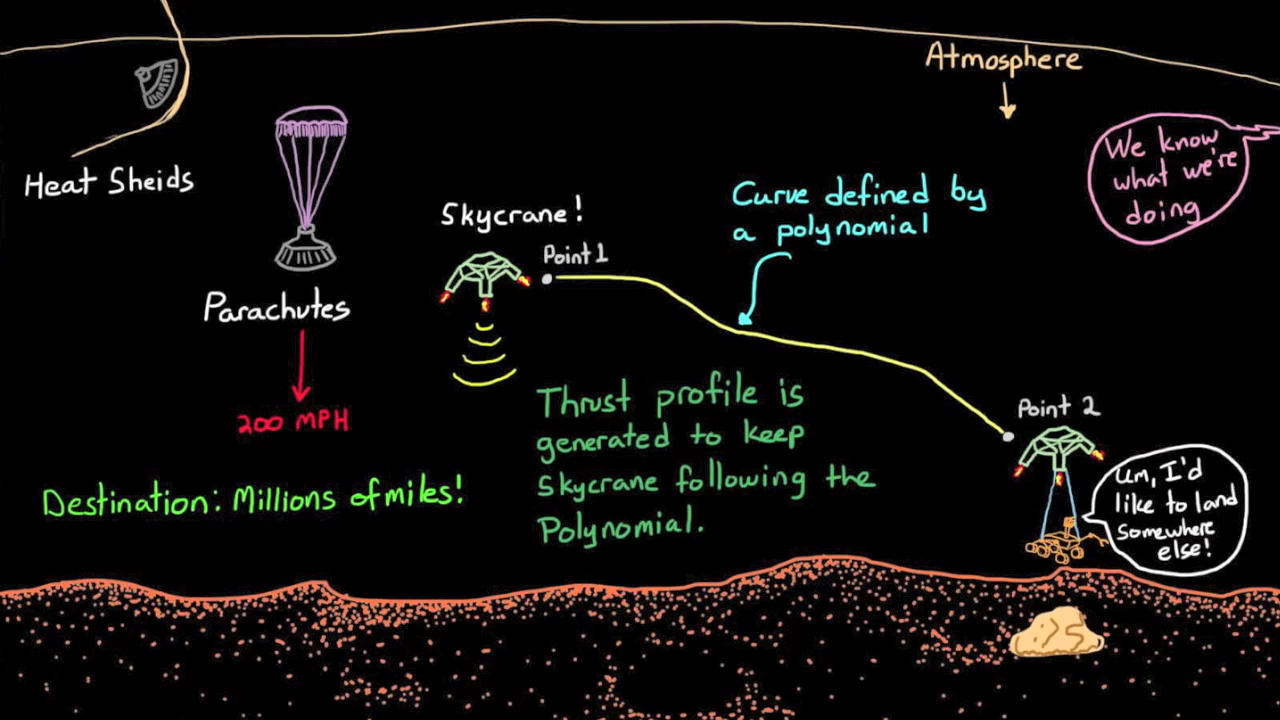 Atmosphere
We know
what we're
doing
Heat Sheids
Curve defined by
a polynomial
Skycrane!
Point 1
Parachutes
200 MPH
Thrust profile is
generated to keep
Skycrane following the
Polynomial.
Point 2
Um, I'd
like to land
Somewhere
else!
Destination: Millions of miles!